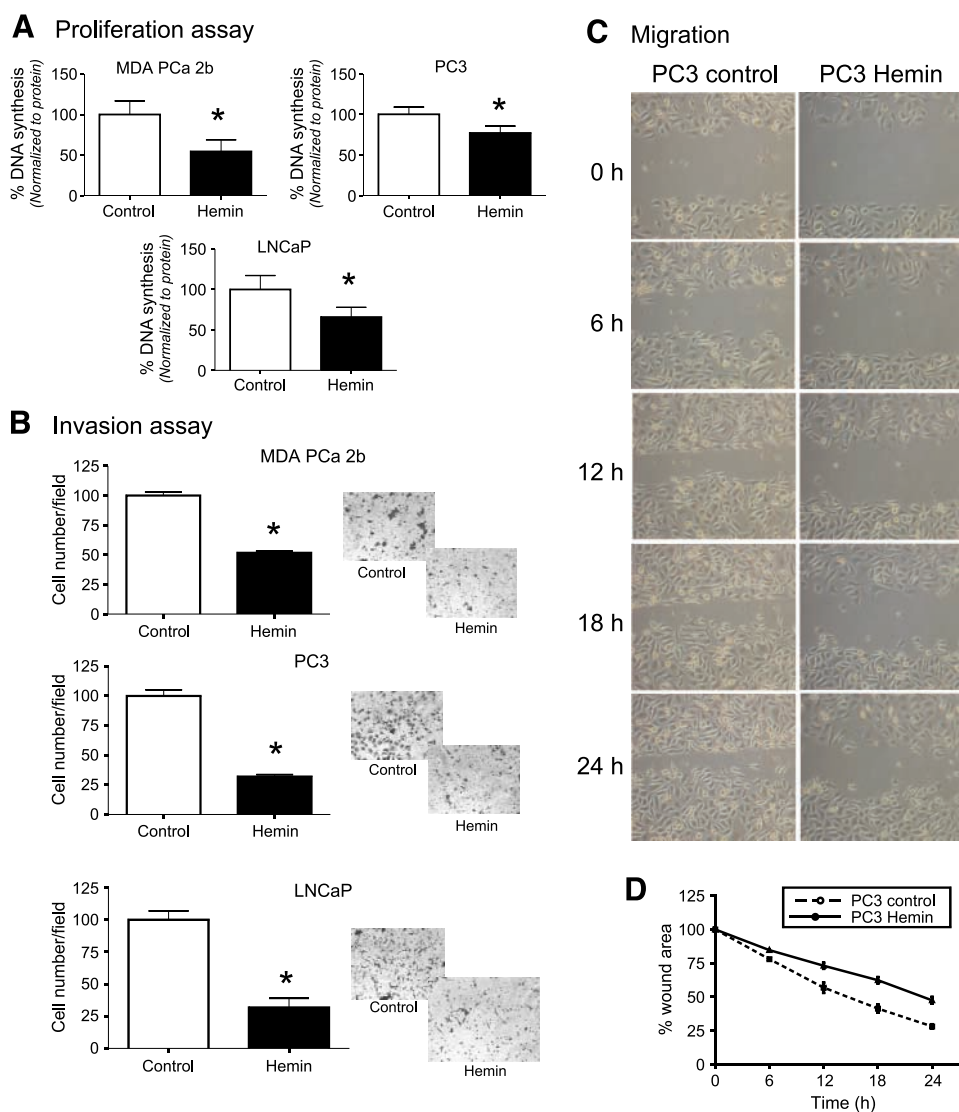 A Proliferation assay
MDA PCa 2b
% DNA synthesis
(Normalized to protein)
150
100
50
0
Control
Hemin
*
PC3
% DNA synthesis
(Normalized to protein)
150
100
50
0
Control
Hemin
*
LNCaP
% DNA synthesis
(Normalized to protein)
150
100
50
0
Control
Hemin
*
B Invasion assay
MDA PCa 2b
Cell number/field
125
100
75
50
25
0
Control
Hemin
*
Control
Hemin
PC3
Cell number/field
125
100
75
50
25
0
Control
Hemin
*
Control
Hemin
LNCaP
Cell number/field
125
100
75
50
25
0
Control
Hemin
*
Control
Hemin
C Migration
PC3 control
PC3 Hemin
0 h
6 h
12 h
18 h
24 h
D
PC3 control
PC3 Hemin
% wound area
125
100
75
50
25
0
0 6 12 18 24
Time (h)